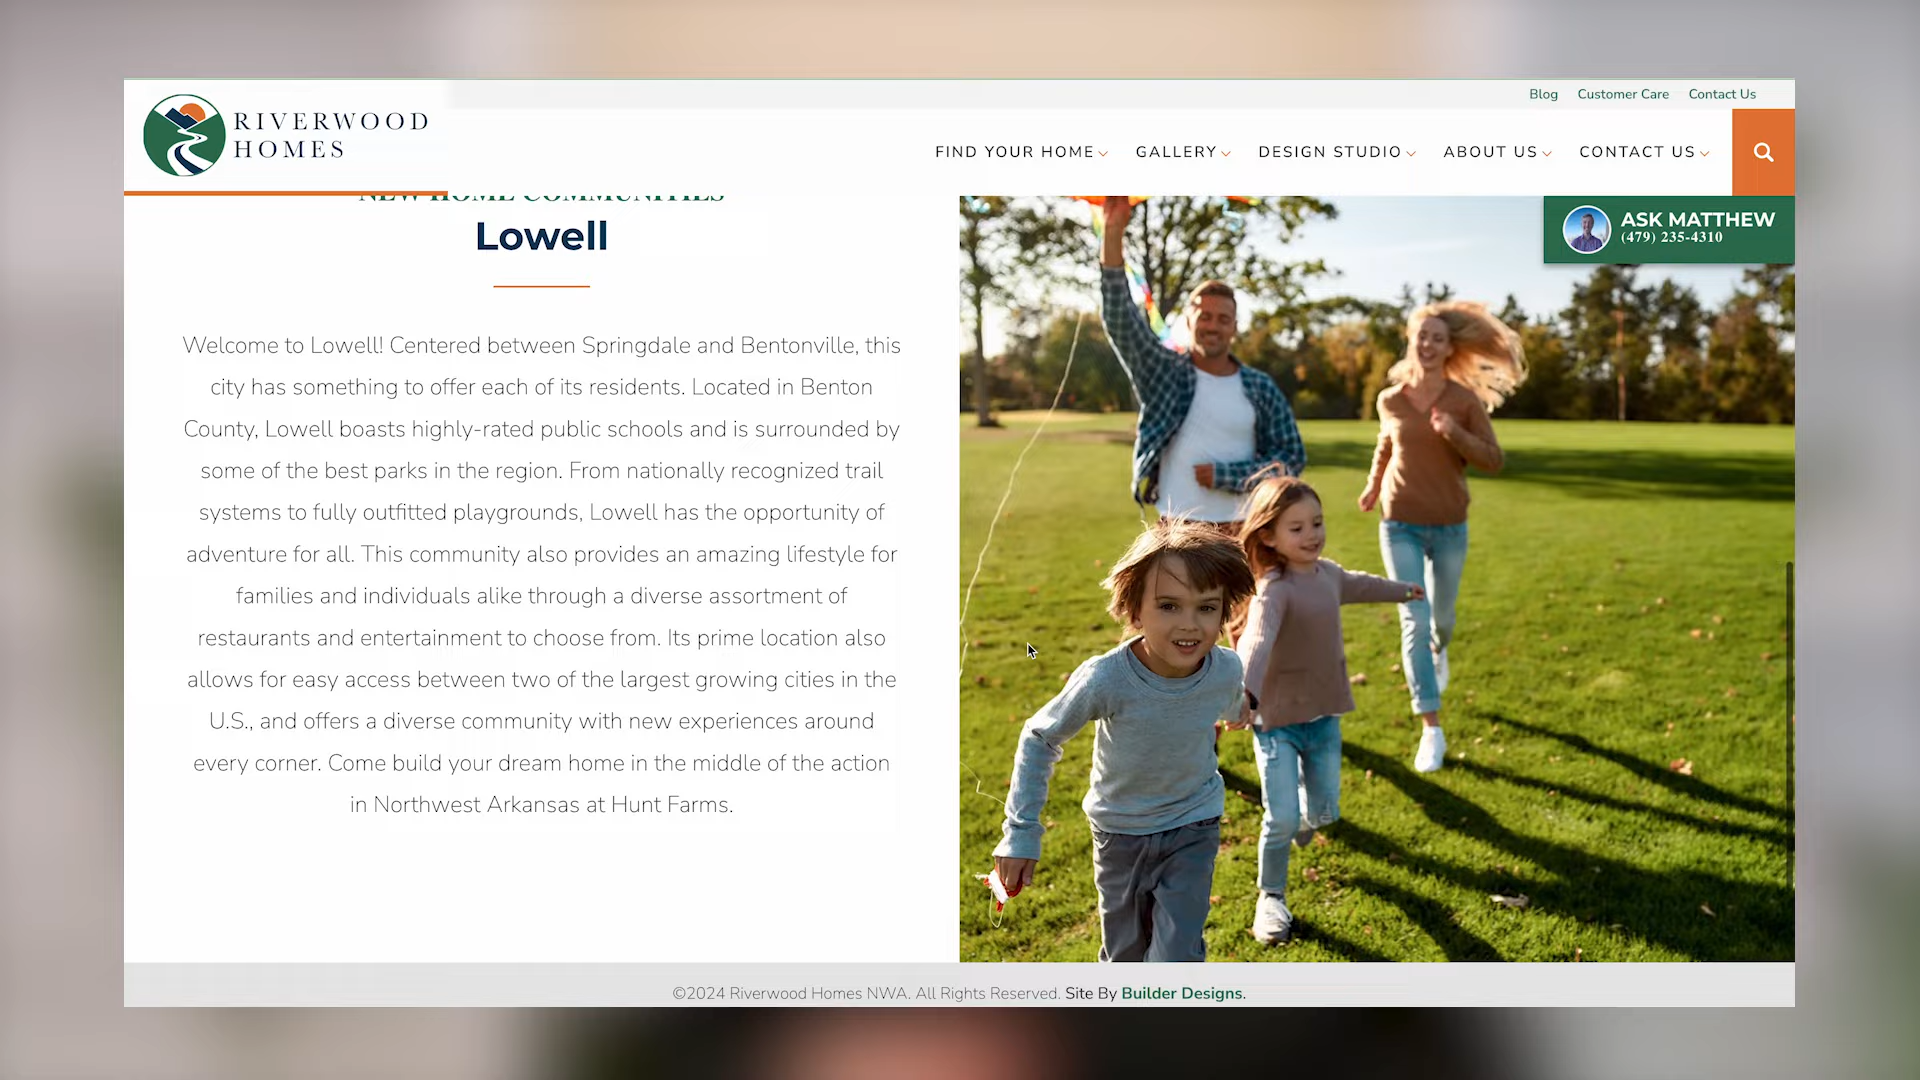 Blog Customer Care Contact Us
RIVERWOOD
HOMES
FIND YOUR HOME GALLERY DESIGN STUDIO ABOUT US CONTACT US
NEW HOME COMMUNITIES
ASK MATTHEW
(479) 235-4310
Lowell
Welcome to Lowell! Centered between Springdale and Bentonville, this
city has something to offer each of its residents. Located in Benton
County, Lowell boasts highly-rated public schools and is surrounded by
some of the best parks in the region. From nationally recognized trail
systems to fully outfitted playgrounds, Lowell has the opportunity of
adventure for all. This community also provides an amazing lifestyle for
families and individuals alike through a diverse assortment of
restaurants and entertainment to choose from. Its prime location also
allows for easy access between two of the largest growing cities in the
U.S., and offers a diverse community with new experiences around
every corner. Come build your dream home in the middle of the action
in Northwest Arkansas at Hunt Farms.
©2024 Riverwood Homes NWA. All Rights Reserved. Site By Builder Designs.